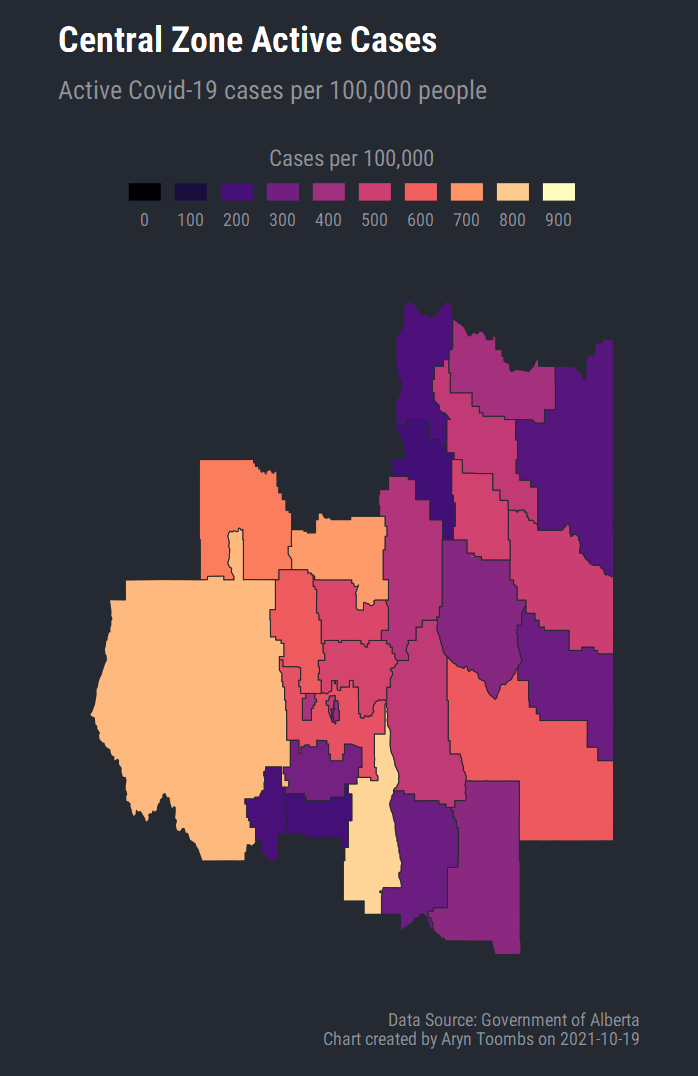 Central Zone Active Cases
Active Covid-19 cases per 100,000 people
Cases per 100,000
0 100 200 300 400 500 600 700 800 900
Data Source: Government of Alberta
Chart created by Aryn Toombs on 2021-10-19